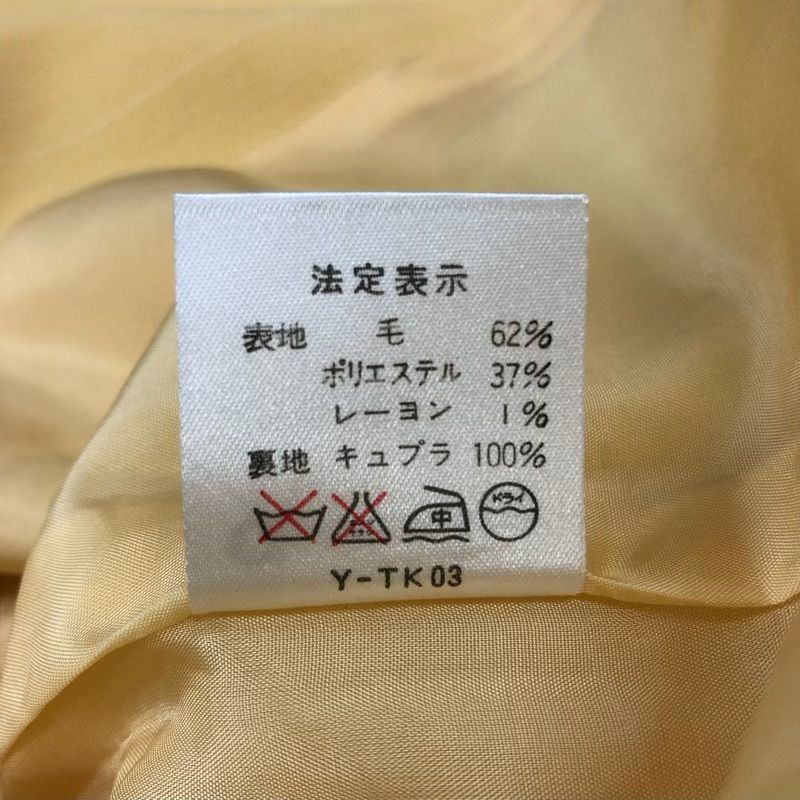 法定表示
表地 毛 62%
ポリエステル 37%
レーヨン 1%
裏地 キュプラ 100%
中 ドライ
Y-TK03